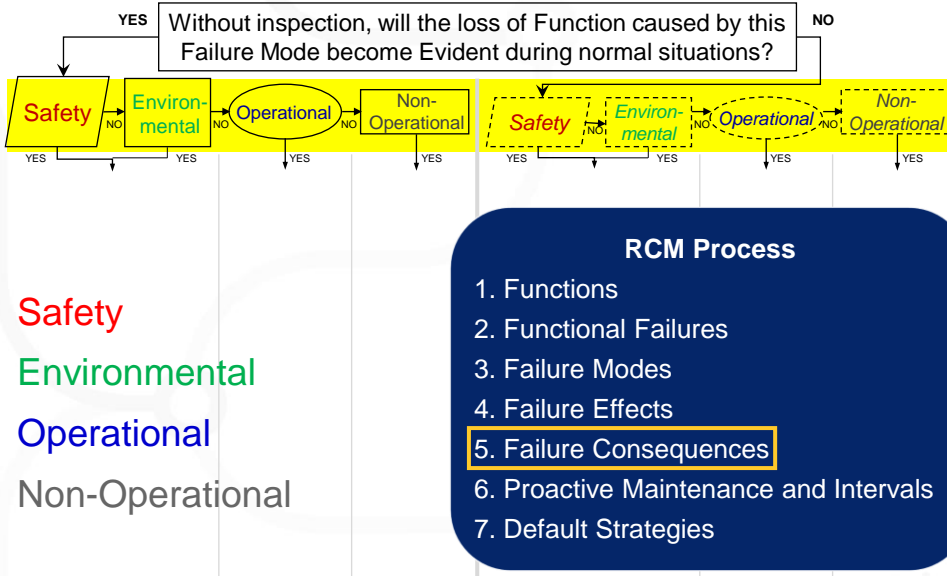 YES
Without inspection, will the loss of Function caused by this
Failure Mode become Evident during normal situations?
NO
Safety
NO
Environ-
mental
NO
Operational
NO
Non-
Operational
YES
YES
YES
YES
Safety
NO
Environ-
mental
NO
Operational
NO
Non-
Operational
YES
YES
YES
YES
Safety
Environmental
Operational
Non-Operational
RCM Process
1. Functions
2. Functional Failures
3. Failure Modes
4. Failure Effects
5. Failure Consequences
6. Proactive Maintenance and Intervals
7. Default Strategies